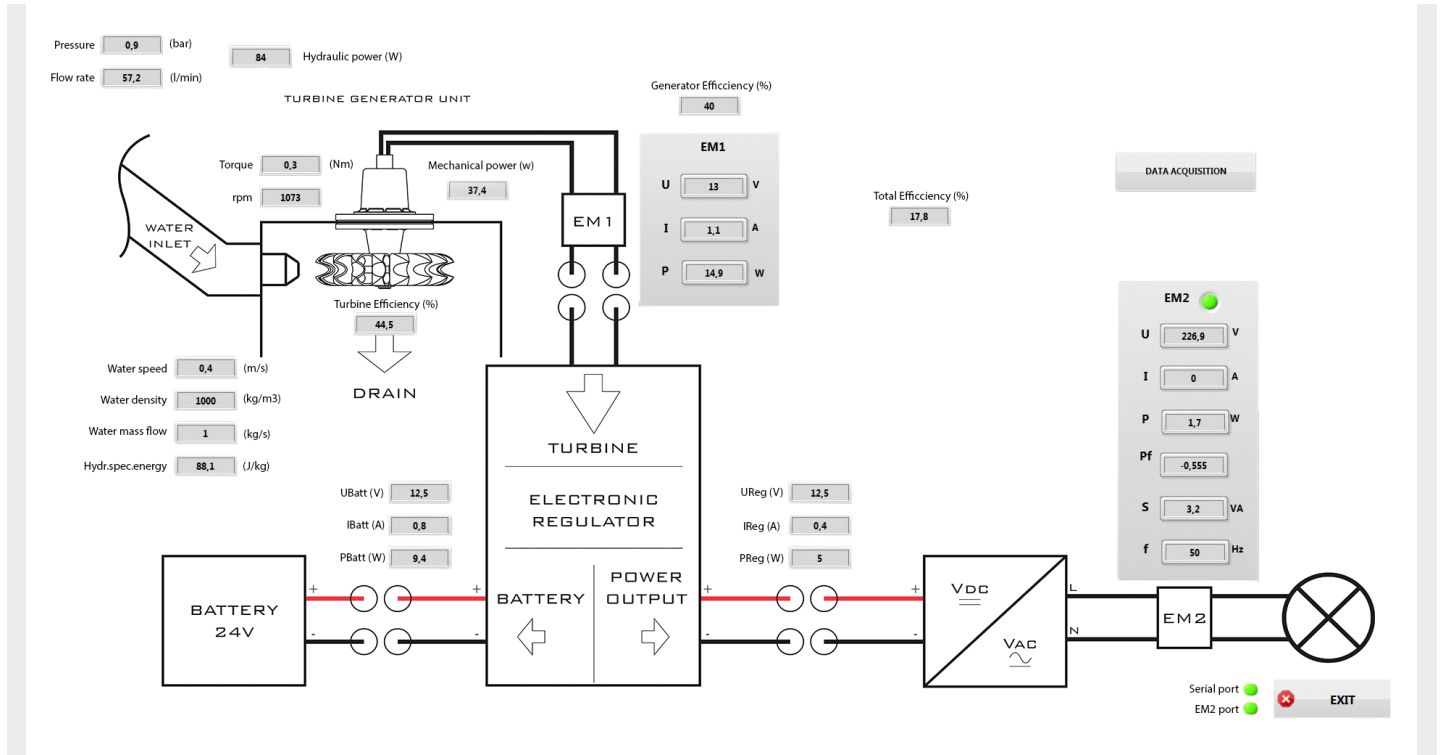 Pressure 0,9 (bar)
84 Hydraulic power (W)
Flow rate 57,2 (l/min)
TURBINE GENERATOR UNIT
Generator Efficciency (%)
40
Torque 0,3 (Nm)
rpm 1073
Mechanical power (w)
37,4
EM1
EM1
U 13 V
I 1,1 A
P 14,9 W
DATA ACQUISITION
Total Efficciency (%)
17,8
WATER
INLET
Turbine Efficiency (%)
44,5
DRAIN
Water speed 0,4 (m/s)
Water density 1000 (kg/m3)
Water mass flow 1 (kg/s)
Hydr.spec.energy 88,1 (J/kg)
EM2
U 226,9 V
I 0 A
P 1,7 W
Pf -0,555
S 3,2 VA
f 50 Hz
TURBINE
ELECTRONIC
REGULATOR
BATTERY
POWER
OUTPUT
UBatt (V) 12,5
IBatt (A) 0,8
PBatt (W) 9,4
UReg (V) 12,5
IReg (A) 0,4
PReg (W) 5
BATTERY
24V
+ + + +
- - - -
VDC
VAC
L
N
EM2
Serial port
EM2 port
EXIT